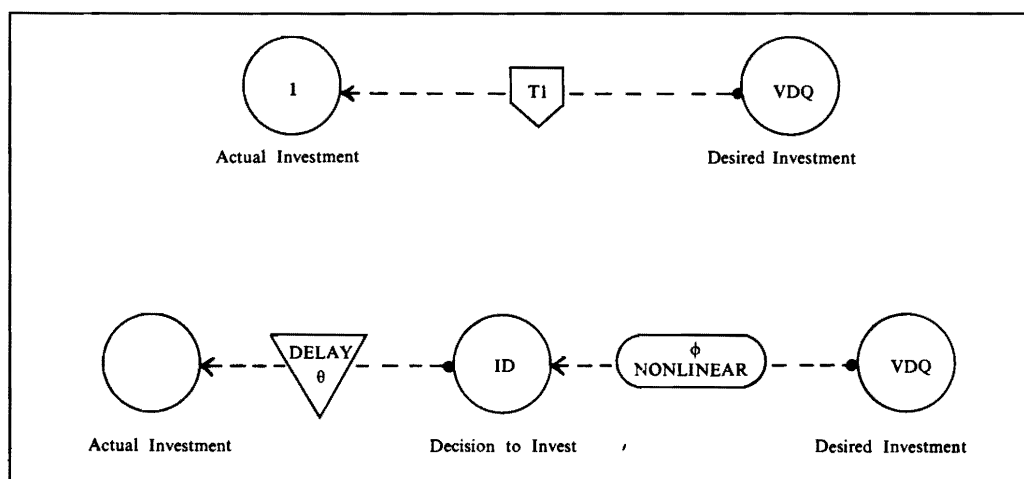 1
T1
VDQ
Actual Investment
Desired Investment
DELAY
θ
ID
ϕ
NONLINEAR
VDQ
Actual Investment
Decision to Invest
Desired Investment